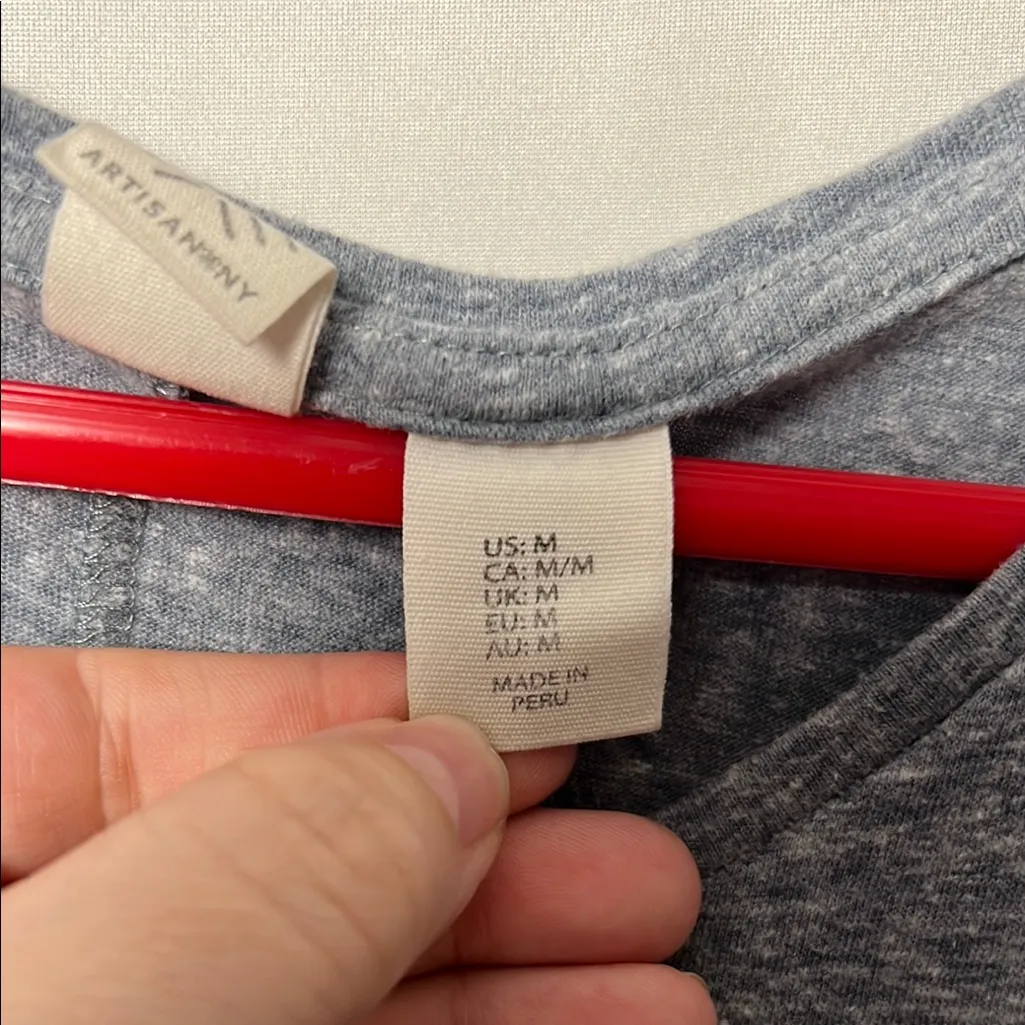 ARTISAN NY
US: M
CA: M/M
UK: M
EU: M
AU: M
MADE IN
PERU